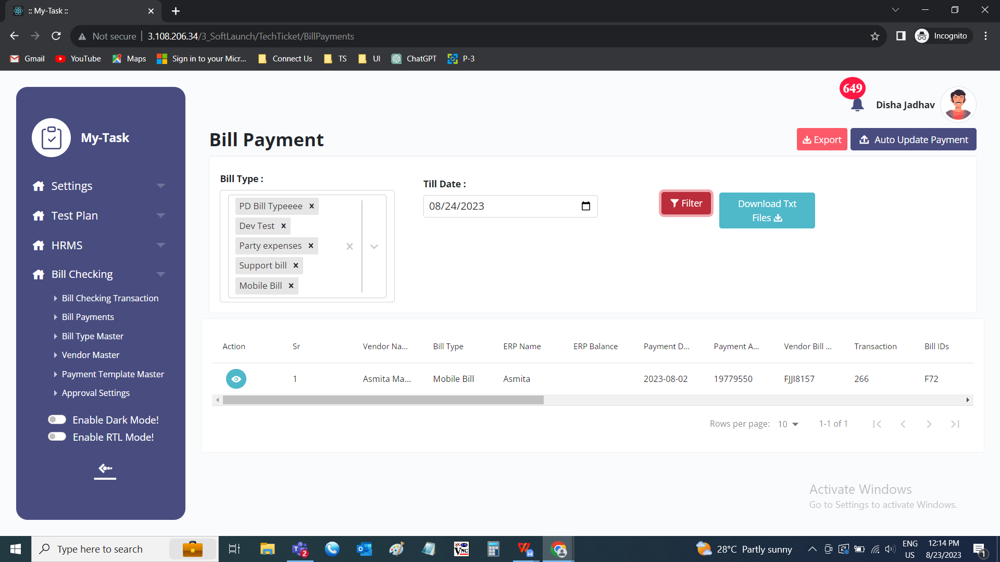 :: My-Task ::
Not secure
3.108.206.34/3_SoftLaunch/TechTicket/BillPayments
Incognito
Gmail
YouTube
Maps
Sign in to your Micr...
Connect Us
TS
UI
ChatGPT
P-3
649
Disha Jadhav
My-Task
Settings
Test Plan
HRMS
Bill Checking
Bill Checking Transaction
Bill Payments
Bill Type Master
Vendor Master
Payment Template Master
Approval Settings
Enable Dark Mode!
Enable RTL Mode!
Bill Payment
Export
Auto Update Payment
Bill Type :
PD Bill Typeeee
Dev Test
Party expenses
Support bill
Mobile Bill
Till Date :
08/24/2023
Filter
Download Txt
Files
Action Sr Vendor Na... Bill Type ERP Name ERP Balance Payment D... Payment A... Vendor Bill ... Transaction Bill IDs
1 Asmita Ma... Mobile Bill Asmita 2023-08-02 19779550 FJJI8157 266 F72
Rows per page: 10 1-1 of 1
Activate Windows
Go to Settings to activate Windows.
Type here to search
2
VNC
28°C Partly sunny
ENG
US
12:14 PM
8/23/2023
1